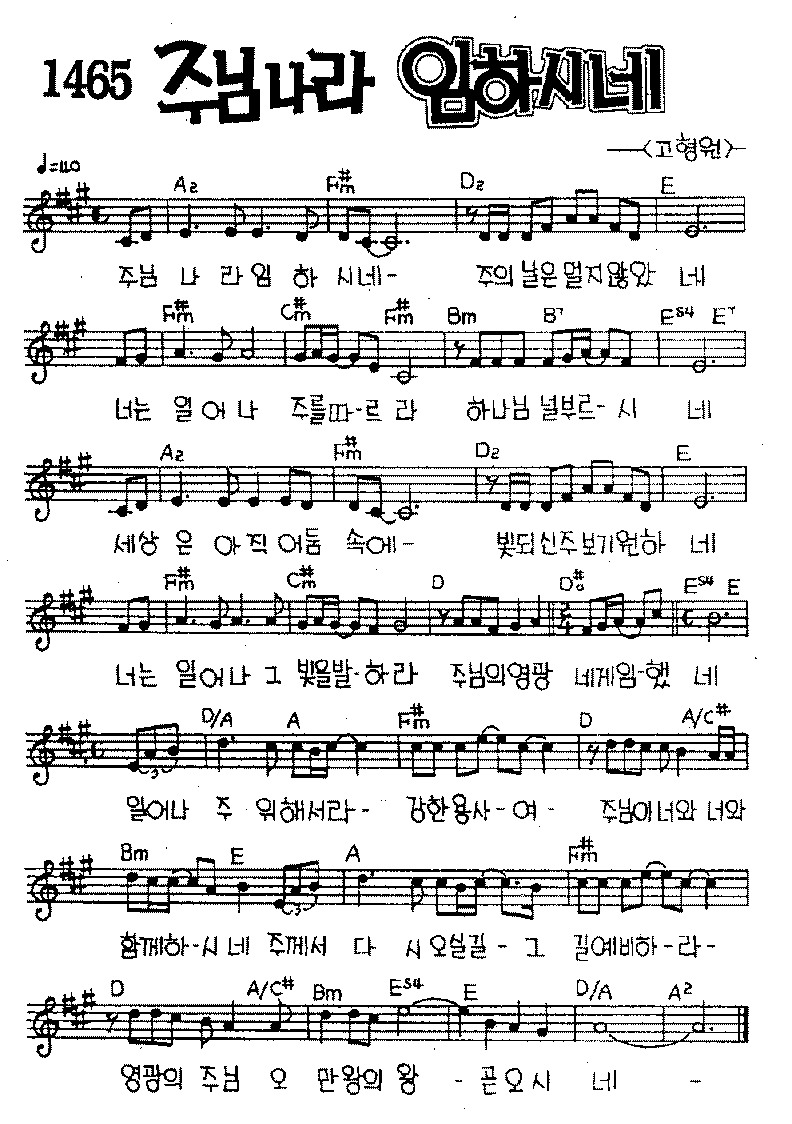 1465 주님나라 임하시네
<고형원>
♩=110
A2 F#m D2 E
주님 나 라 임 하 시네- 주의 날은 멀지않았 네
F#m C#m F#m Bm B7 ES4 E7
너는 일 어 나 주를따-르 라 하나님 널부르-시 네
A2 F#m D2 E
세상 은 아 직 어둠 속에- 빛되신주 보기원하 네
F#m C#m D D#o ES4 E
너는 일어나 그 빛을발-하라 주님의영광 네게임-했 네
D/A A F#m D A/C#
3
일어나 주 위해서라- 강한용사-여- 주님이너와 너와
Bm E A F#m
3
함께하-시 네 주께서 다 시 오실길- 그 길예비하-라-
D A/C# Bm ES4 E D/A A2
영광의 주님 오 만왕의 왕 - 곧 오 시 네 -